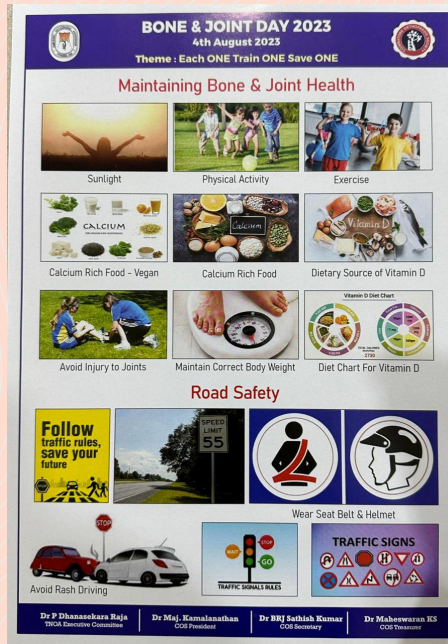 BONE & JOINT DAY 2023
4th August 2023
Theme : Each ONE Train ONE Save ONE
Maintaining Bone & Joint Health
Sunlight
Physical Activity
Exercise
CALCIUM
Calcium
Vitamin D
Calcium Rich Food - Vegan
Calcium Rich Food
Dietary Source of Vitamin D
Vitamin D Diet Chart
2730
Avoid Injury to Joints
Maintain Correct Body Weight
Diet Chart For Vitamin D
Road Safety
Follow
traffic rules,
save your
future
SPEED
LIMIT
55
Wear Seat Belt & Helmet
STOP
Avoid Rash Driving
WAIT
STOP
GO
TRAFFIC SIGNALS RULES
TRAFFIC SIGNS
Dr P Dhanasekara Raja
TNOA Executive Committee
Dr Maj. Kamalanathan
COS President
Dr BRJ Sathish Kumar
COS Secretary
Dr Maheswaran KS
COS Treasurer